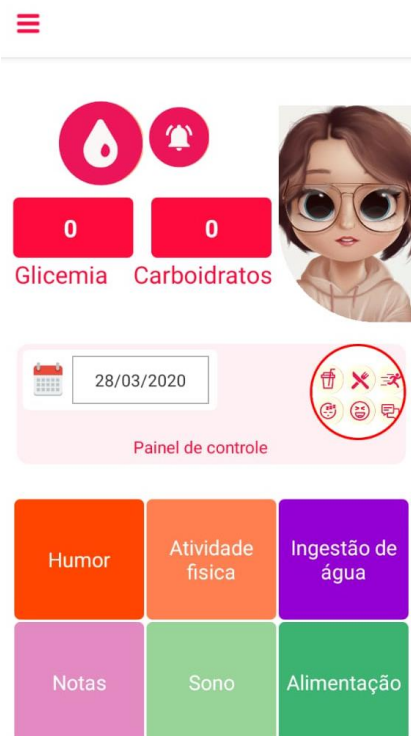 0 0
Glicemia Carboidratos
28/03/2020
Painel de controle
Humor
Atividade
fisica
Ingestão de
água
Notas
Sono
Alimentação